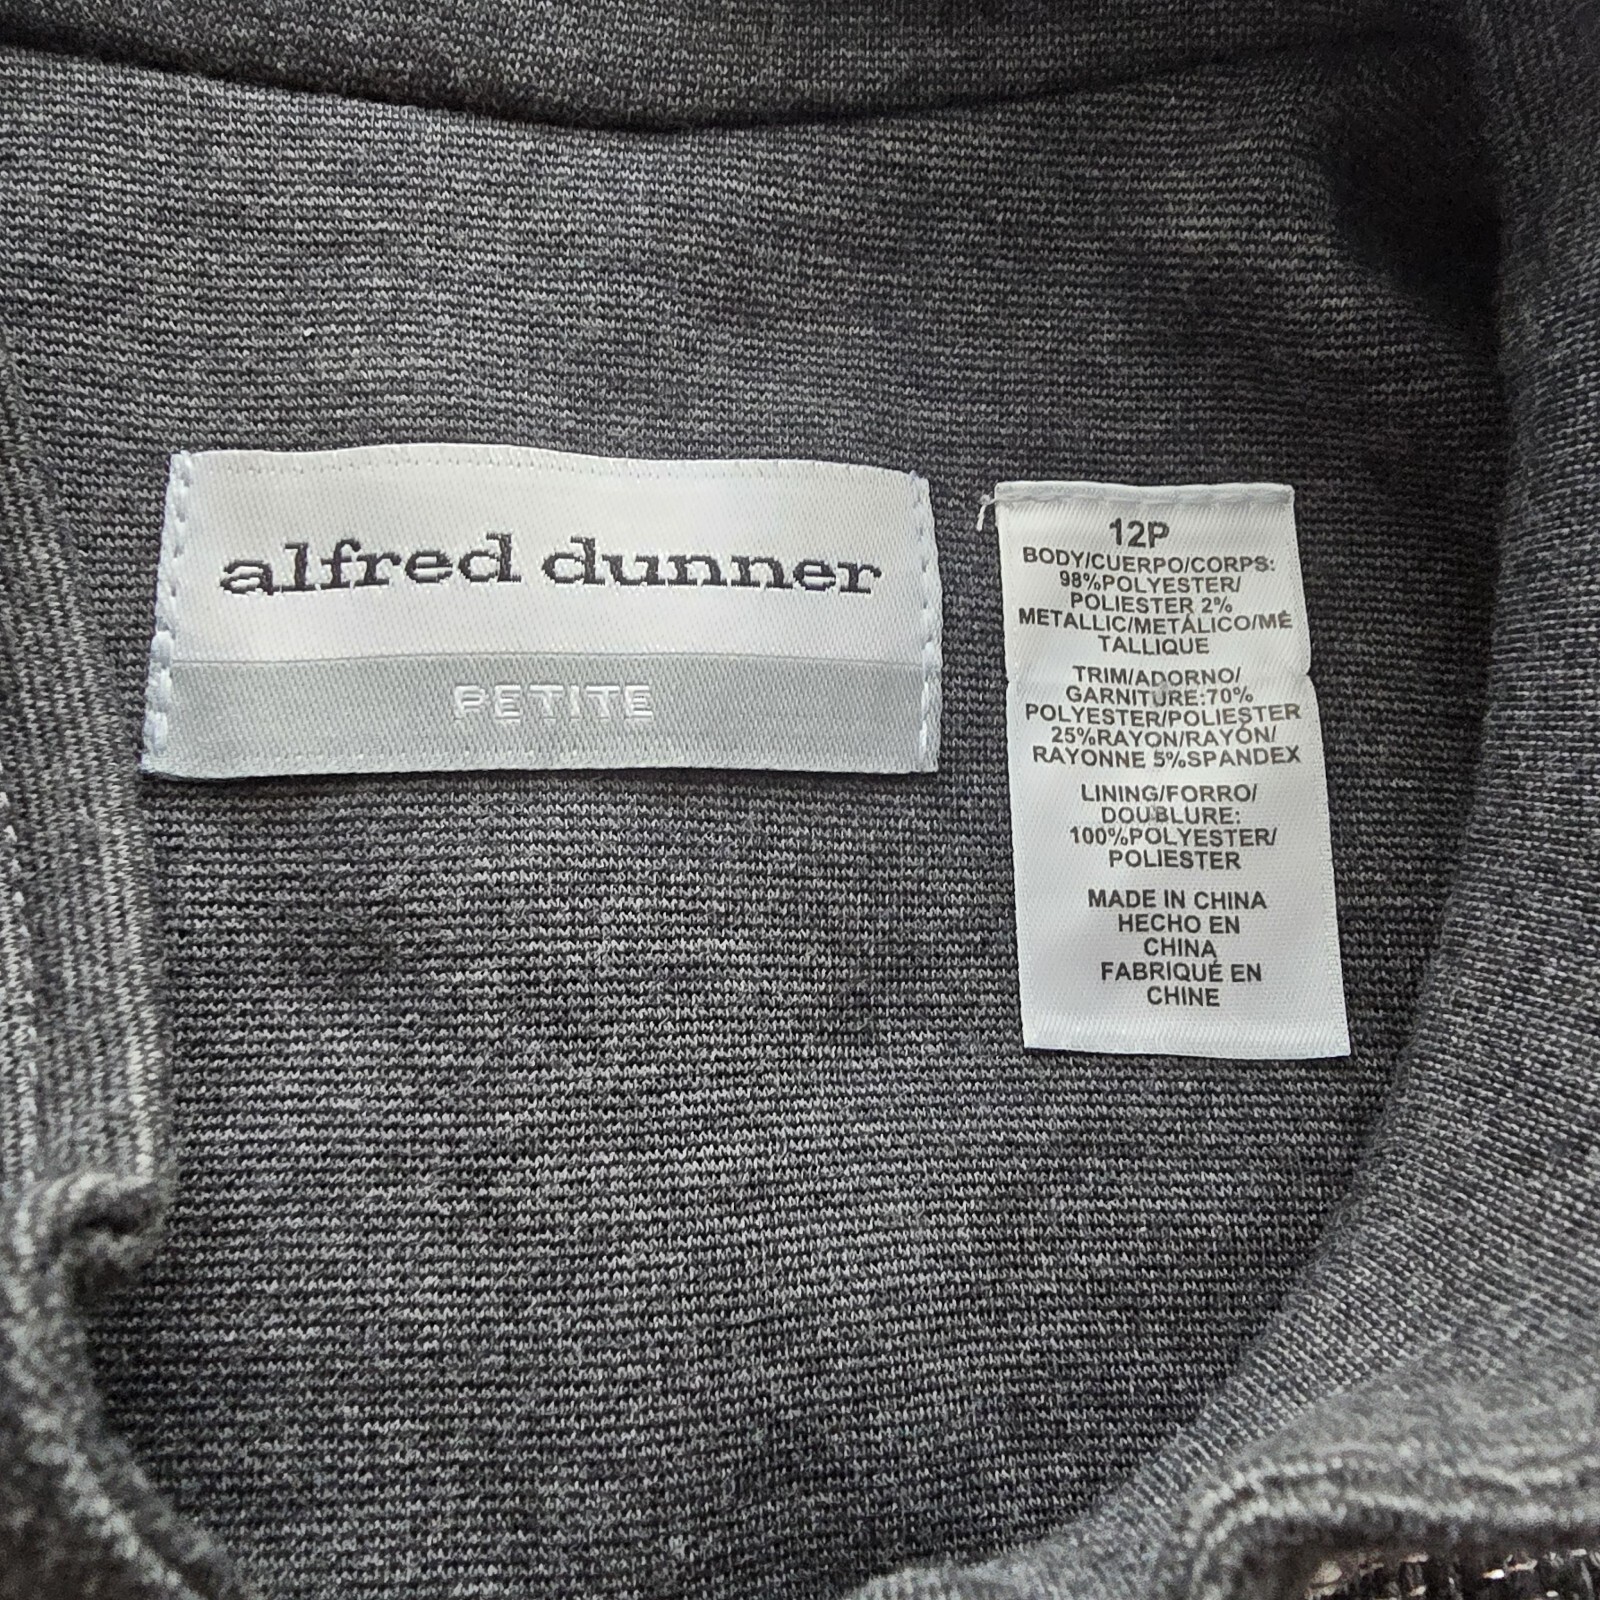 alfred dunner
PETITE
12P
BODY/CUERPO/CORPS:
98%POLYESTER/
POLIESTER 2%
METALLIC/METÁLICO/MÉ
TALLIQUE
TRIM/ADORNO/
GARNITURE:70%
POLYESTER/POLIESTER
25%RAYON/RAYÓN/
RAYONNE 5%SPANDEX
LINING/FORRO/
DOUBLURE:
100%POLYESTER/
POLIESTER
MADE IN CHINA
HECHO EN
CHINA
FABRIQUÉ EN
CHINE